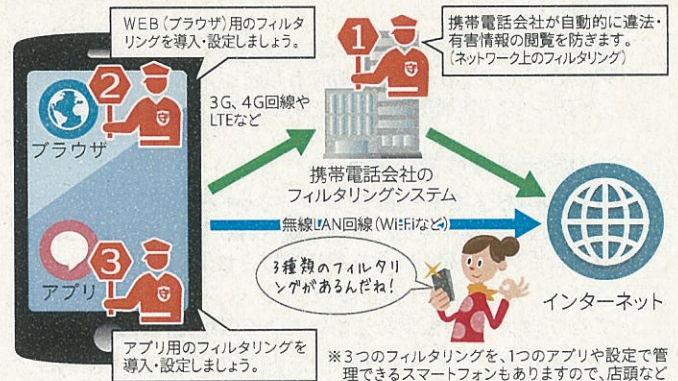 WEB(ブラウザ)用のフィルタ
リングを導入・設定しましょう。
1
携帯電話会社が自動的に違法・
有害情報の閲覧を防ぎます。
(ネットワーク上のフィルタリング)
2
ブラウザ
3G、4G回線や
LTEなど
携帯電話会社の
フィルタリングシステム
無線LAN回線(Wi-Fiなど)
3
アプリ
3種類のフィルタリ
ングがあるんだね!
インターネット
アプリ用のフィルタリングを
導入・設定しましょう。
※3つのフィルタリングを、1つのアプリや設定で管
理できるスマートフォンもありますので、店頭など